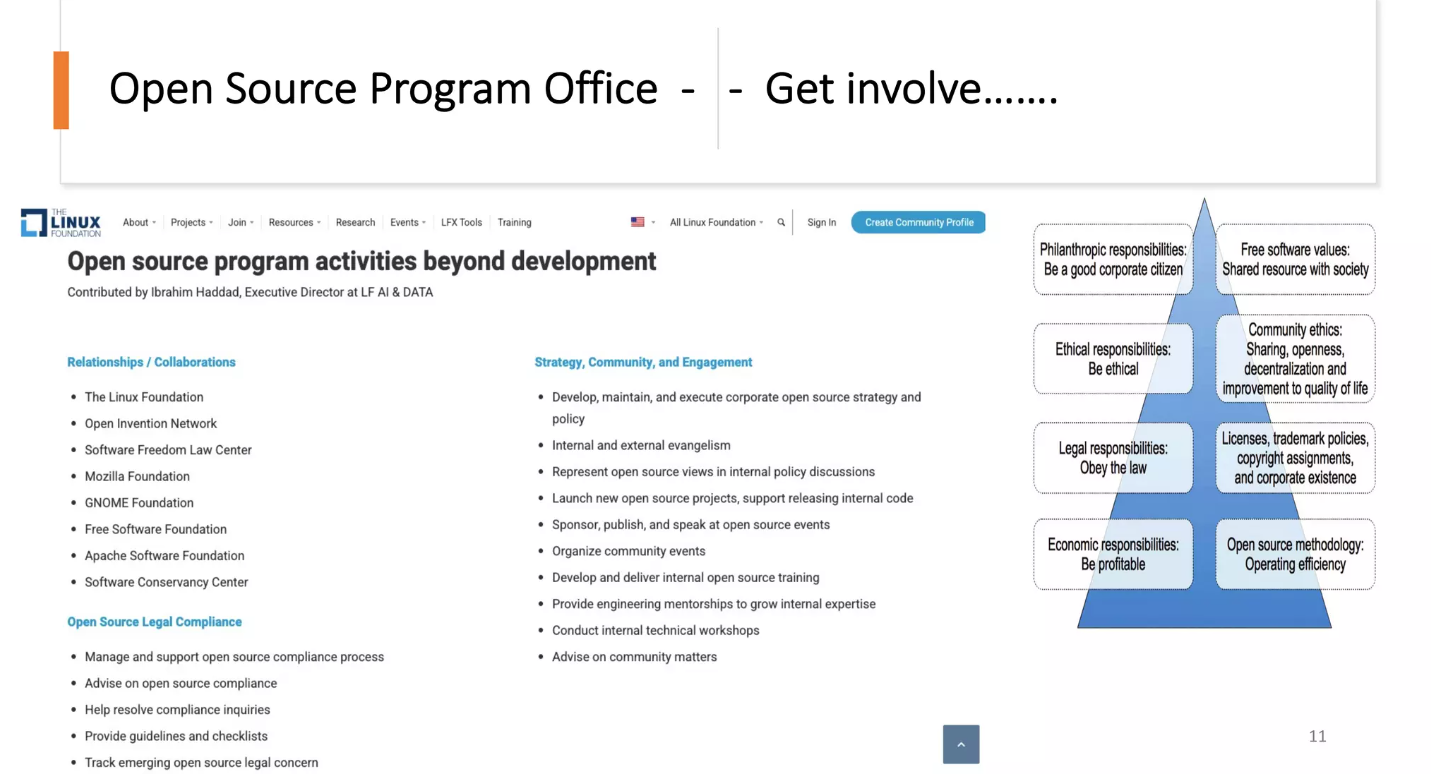 Open Source Program Office - - Get involve.......
THE
LINUX
FOUNDATION
About Projects Join Resources Research Events LFX Tools Training All Linux Foundation Sign In Create Community Profile
Open source program activities beyond development
Contributed by Ibrahim Haddad, Executive Director at LF AI & DATA
Relationships / Collaborations
• The Linux Foundation
• Open Invention Network
• Software Freedom Law Center
• Mozilla Foundation
• GNOME Foundation
• Free Software Foundation
• Apache Software Foundation
• Software Conservancy Center
Open Source Legal Compliance
• Manage and support open source compliance process
• Advise on open source compliance
• Help resolve compliance inquiries
• Provide guidelines and checklists
• Track emerging open source legal concern
Strategy, Community, and Engagement
• Develop, maintain, and execute corporate open source strategy and
policy
• Internal and external evangelism
• Represent open source views in internal policy discussions
• Launch new open source projects, support releasing internal code
• Sponsor, publish, and speak at open source events
• Organize community events
• Develop and deliver internal open source training
• Provide engineering mentorships to grow internal expertise
• Conduct internal technical workshops
• Advise on community matters
Philanthropic responsibilities:
Be a good corporate citizen
Free software values:
Shared resource with society
Ethical responsibilities:
Be ethical
Community ethics:
Sharing, openness,
decentralization and
improvement to quality of life
Legal responsibilities:
Obey the law
Licenses, trademark policies,
copyright assignments,
and corporate existence
Economic responsibilities:
Be profitable
Open source methodology:
Operating efficiency
11